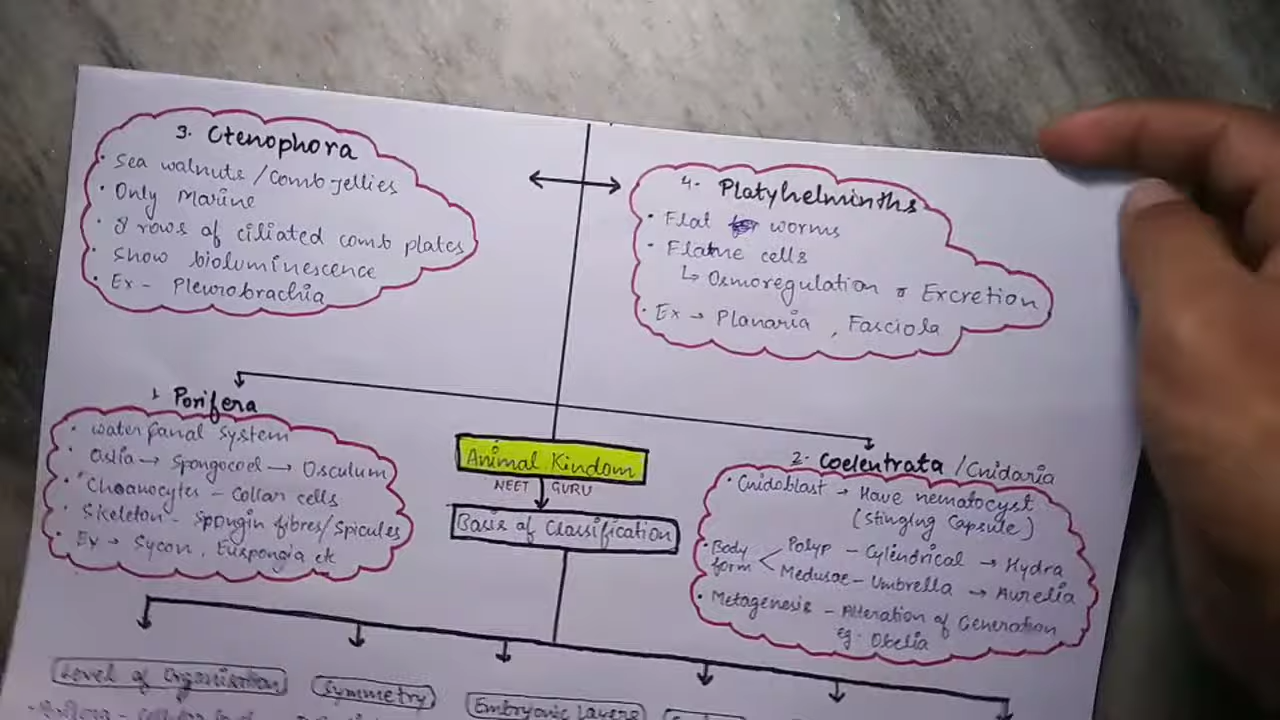 3. Ctenophora
• Sea walnuts / Comb jellies
• Only Marine
• 8 rows of ciliated comb plates
• Show bioluminescence
• Ex - Pleurobrachia
4. Platyhelminths
• Flat worms
• Flame cells
↳ Osmoregulation & Excretion
• Ex → Planaria, Fasciola
1. Porifera
• Water canal System
• Ostia → Spongocoel → Osculum
• Choanocytes - Collar cells
• Skeleton - Spongin fibres/Spicules
• Ex → Sycon, Euspongia etc
Animal Kindom
NEET GURU
Basis of Classification
2. Coelentrata / Cnidaria
• Cnidoblast → Have nematocyst
(Stinging Capsule)
• Body form < Polyp - Cylindrical → Hydra
Medusae - Umbrella → Aurelia
• Metagenesis - Alteration of Generation
eg. Obelia
Level of Organisation
Symmetry
Embryonic layers